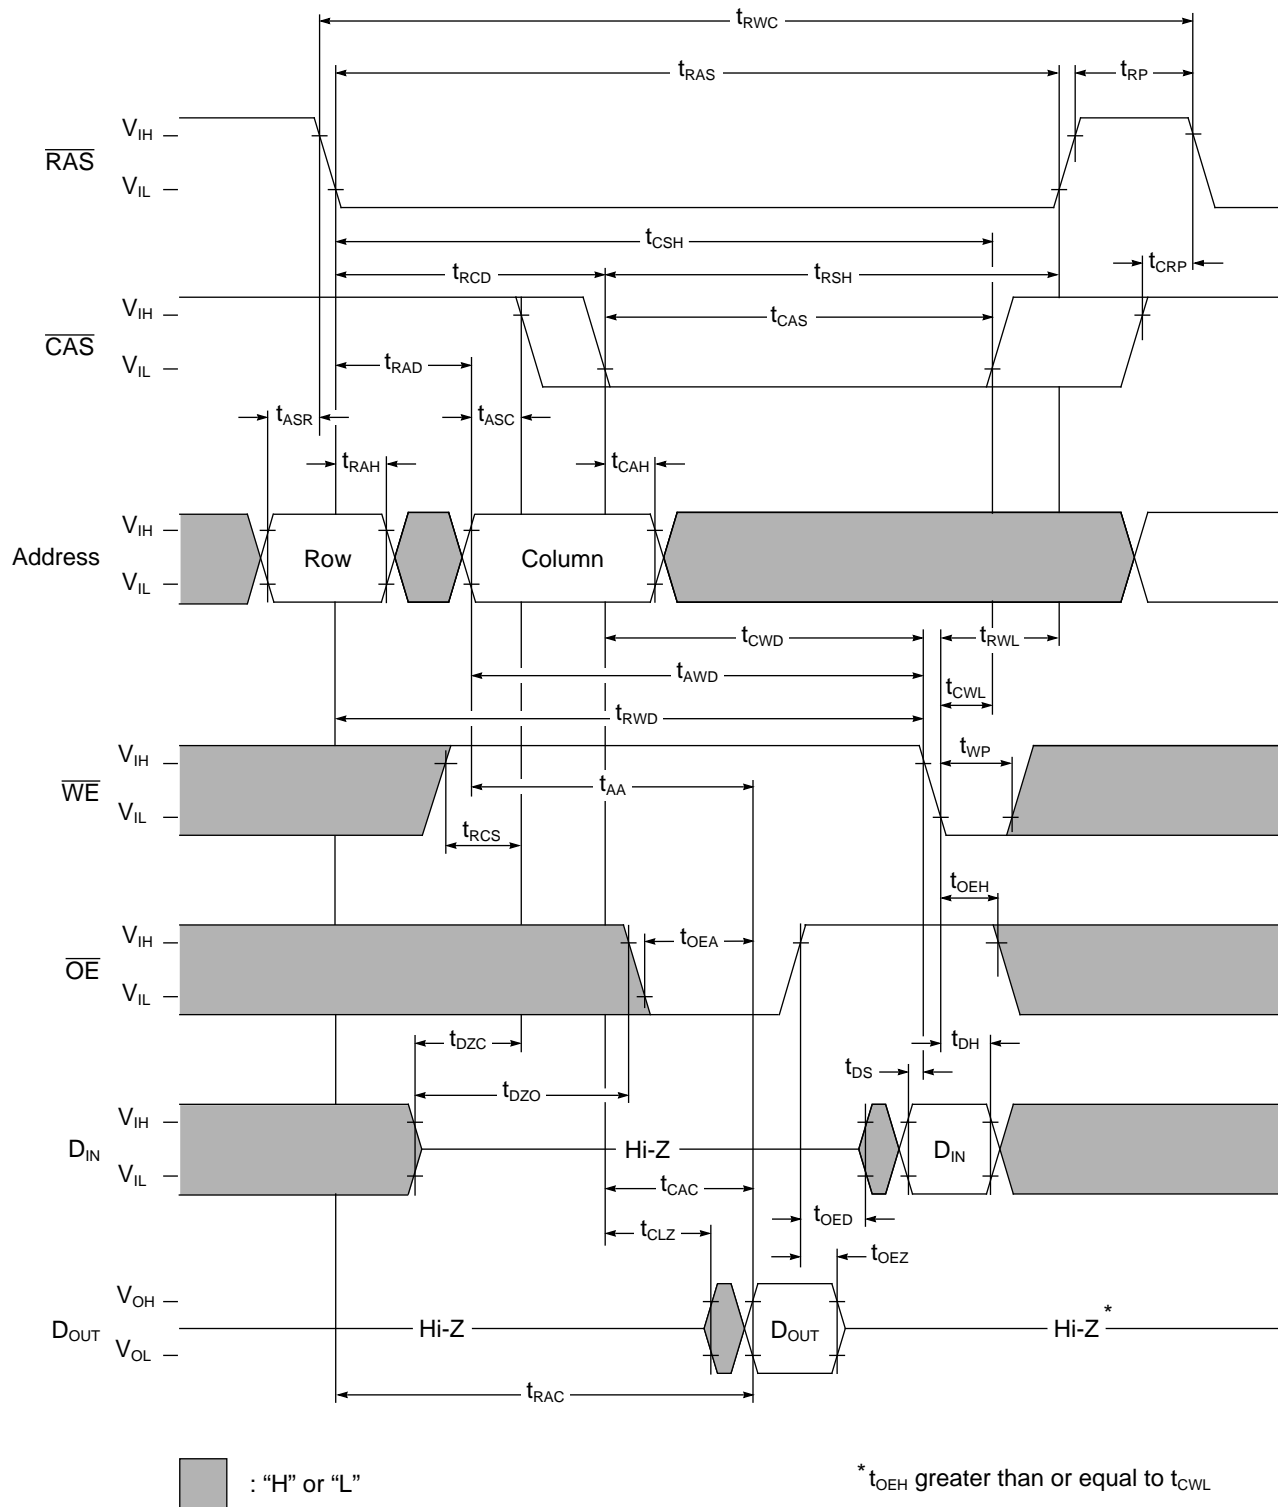 tRWC
tRAS
tRP
VIH
RAS
VIL
tCSH
tRCD
tRSH
tCRP
VIH
CAS
VIL
tCAS
tRAD
tASR
tASC
tRAH
tCAH
VIH
Address
VIL
Row
Column
tCWD
tRWL
tAWD
tCWL
tRWD
VIH
WE
VIL
tWP
tAA
tRCS
tOEH
VIH
OE
VIL
tOEA
tDZC
tDH
tDS
tDZO
VIH
DIN
VIL
Hi-Z
DIN
tCAC
tOED
tCLZ
tOEZ
VOH
DOUT
VOL
Hi-Z
DOUT
Hi-Z*
tRAC
: “H” or “L”
* tOEH greater than or equal to tCWL